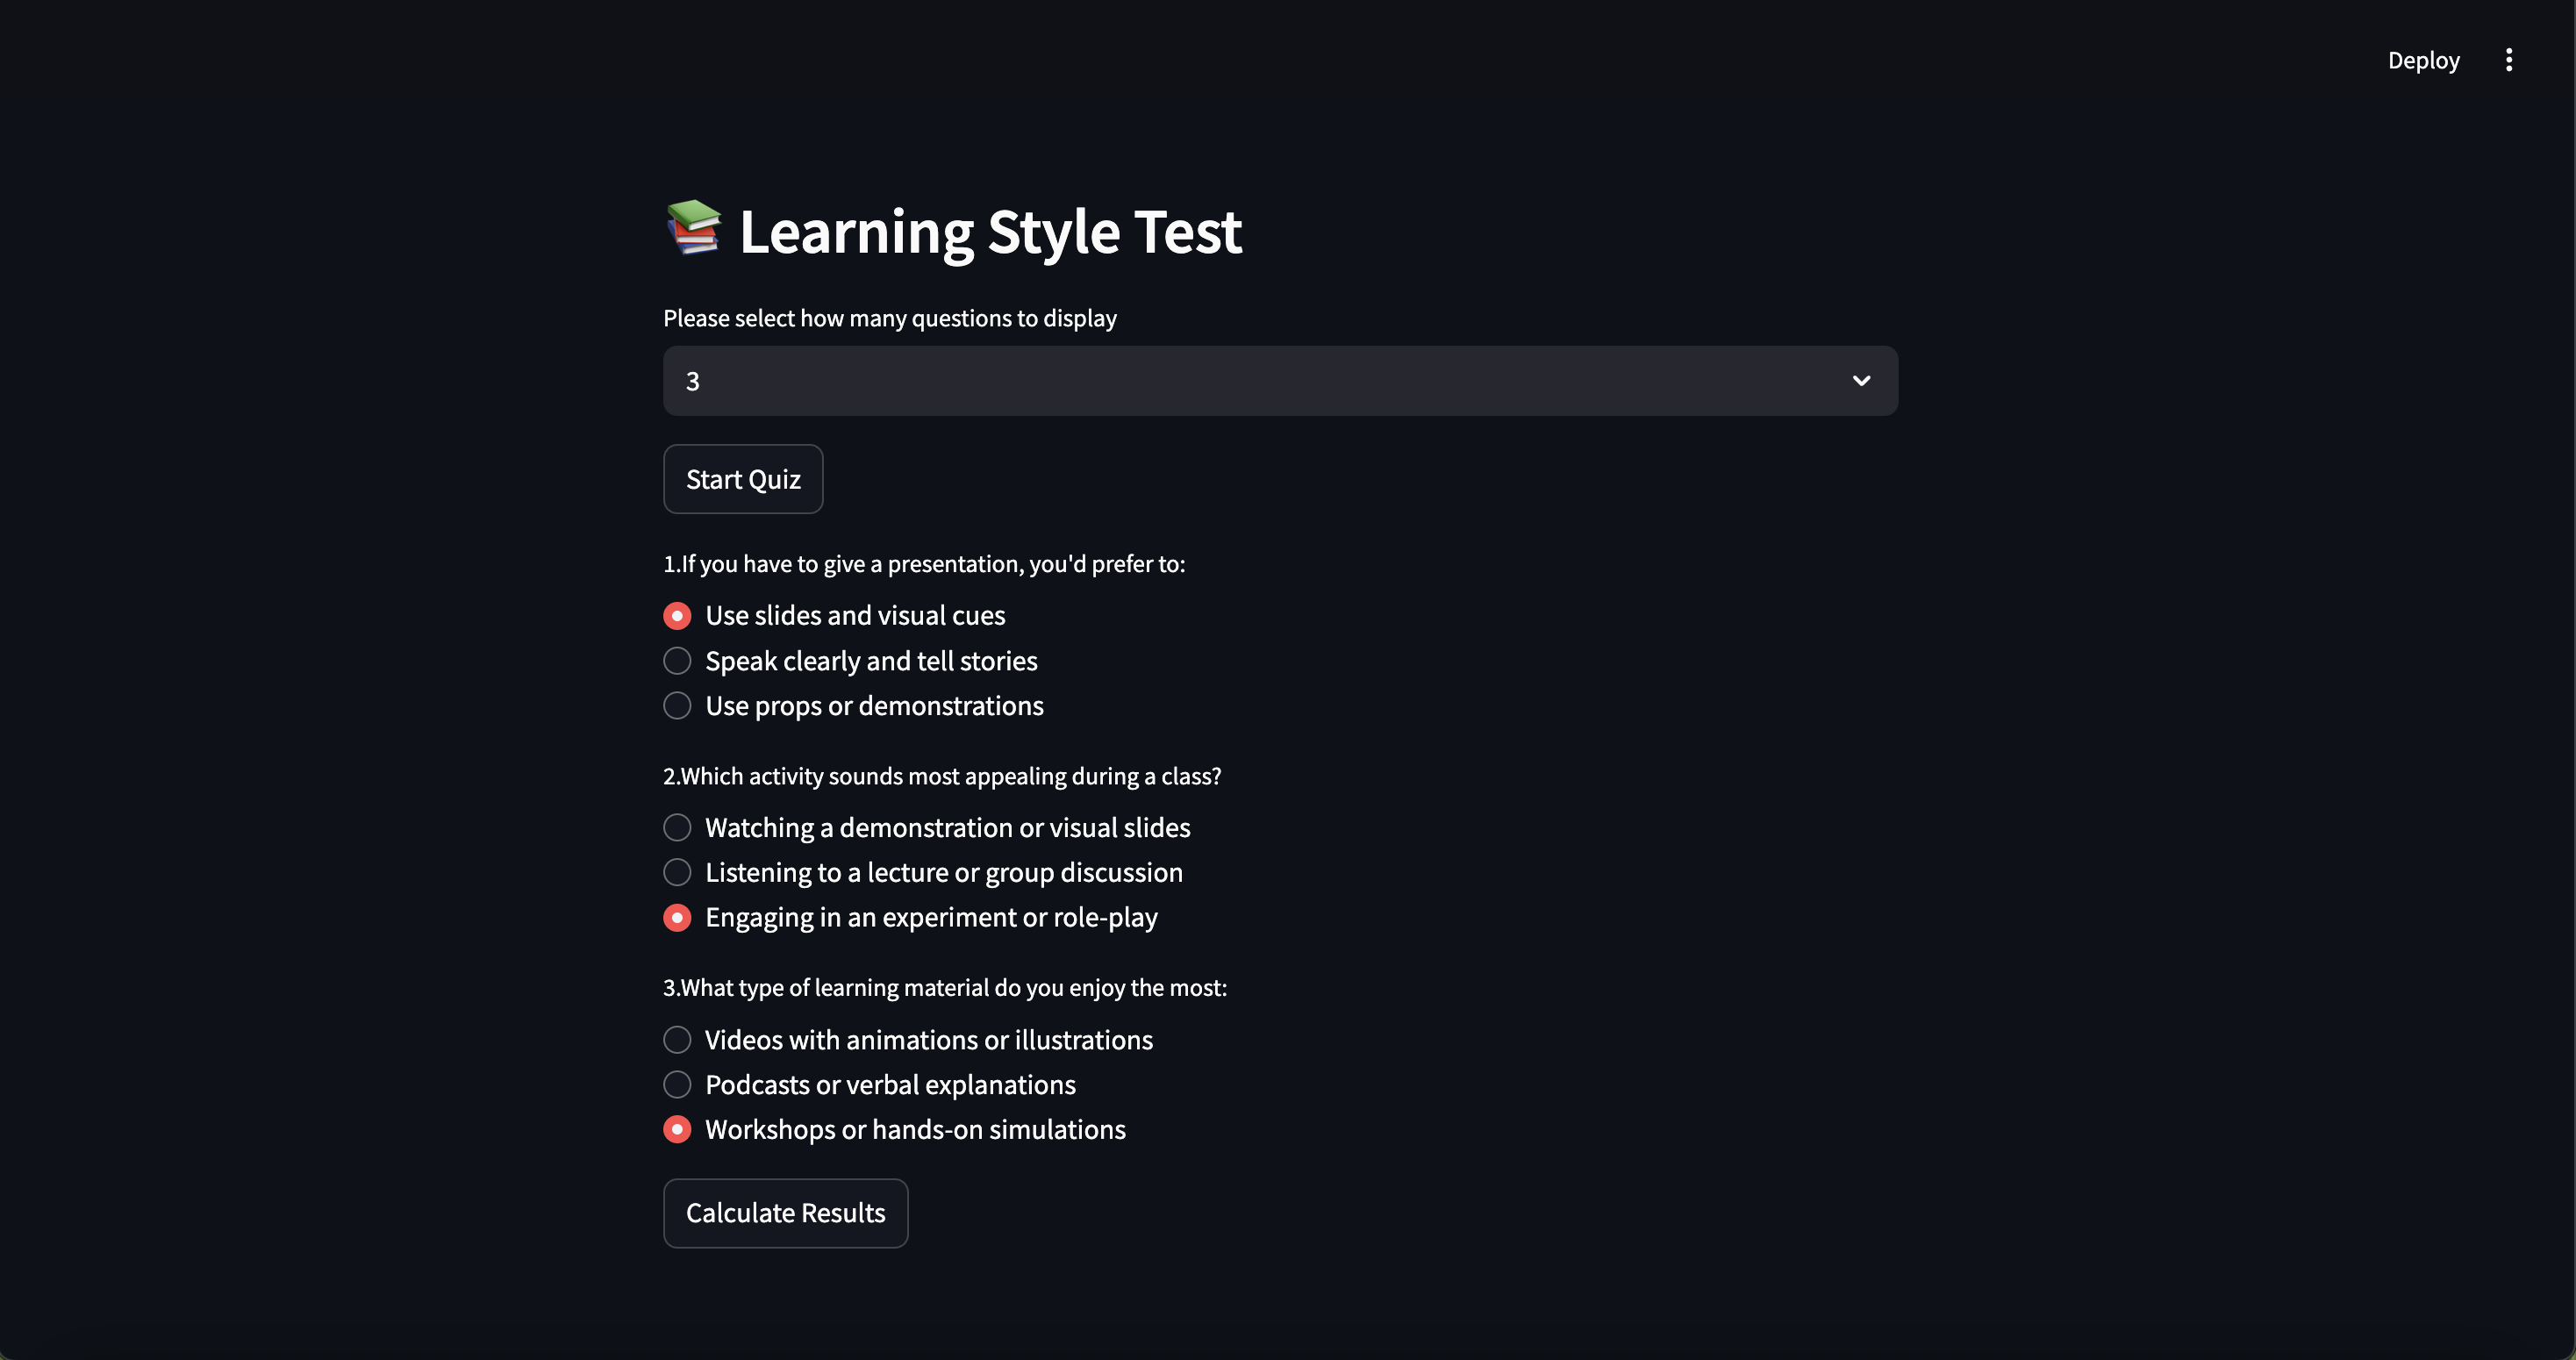 Deploy
Learning Style Test
Please select how many questions to display
3
Start Quiz
1.If you have to give a presentation, you'd prefer to:
Use slides and visual cues
Speak clearly and tell stories
Use props or demonstrations
2.Which activity sounds most appealing during a class?
Watching a demonstration or visual slides
Listening to a lecture or group discussion
Engaging in an experiment or role-play
3.What type of learning material do you enjoy the most:
Videos with animations or illustrations
Podcasts or verbal explanations
Workshops or hands-on simulations
Calculate Results